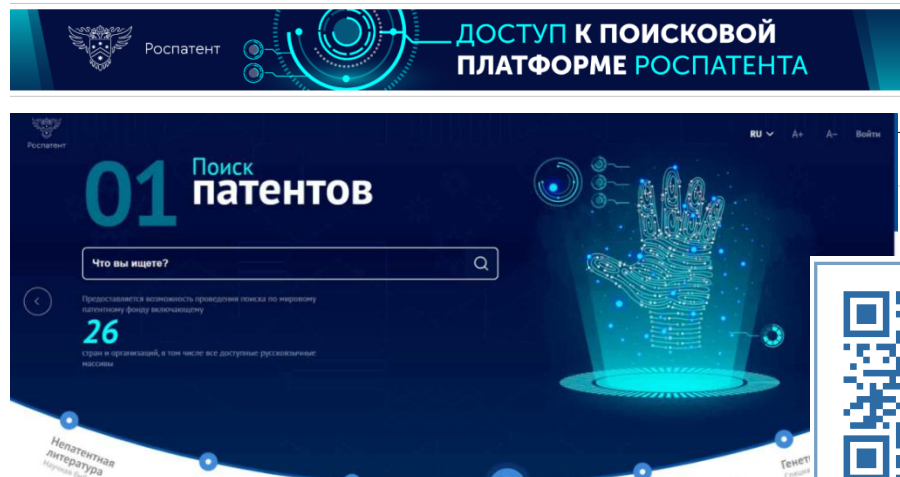 Роспатент
ДОСТУП К ПОИСКОВОЙ
ПЛАТФОРМЕ РОСПАТЕНТА
Роспатент
RU A+ A− Войти
01 Поиск
патентов
Что вы ищете?
Предоставляется возможность проведения поиска по мировому
патентному фонду включающему
26
стран и организаций, в том числе все доступные русскоязычные
массивы
Непатентная
литература
Научная